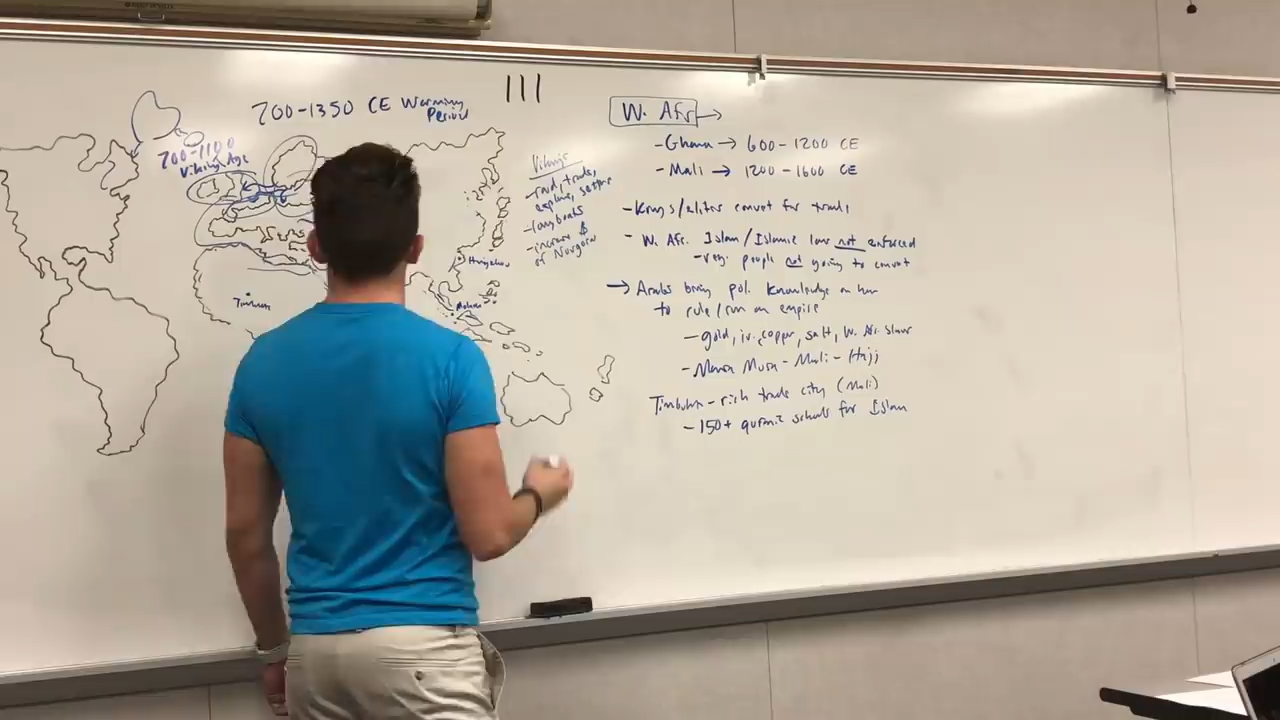 111
700-1350 CE Warming
Period
700-1100
Viking Age
Timbuktu
Hangzhou
Vikings
-raid, trade,
explore, settle
-longboats
-increase $
of Novgorod
W. Afr →
-Ghana → 600-1200 CE
-Mali → 1200-1600 CE
-Kings/elites convert for trade
- W. Afr. Islam/Islamic law not enforced
-reg. people not going to convert
→ Arabs bring pol. knowledge on how
to rule/run an empire
-gold, iv., copper, salt, W. Afr Slaves
-Mansa Musa-Mali-Hajj
Timbuktu-rich trade city (Mali)
-150+ quranic schools for Islam